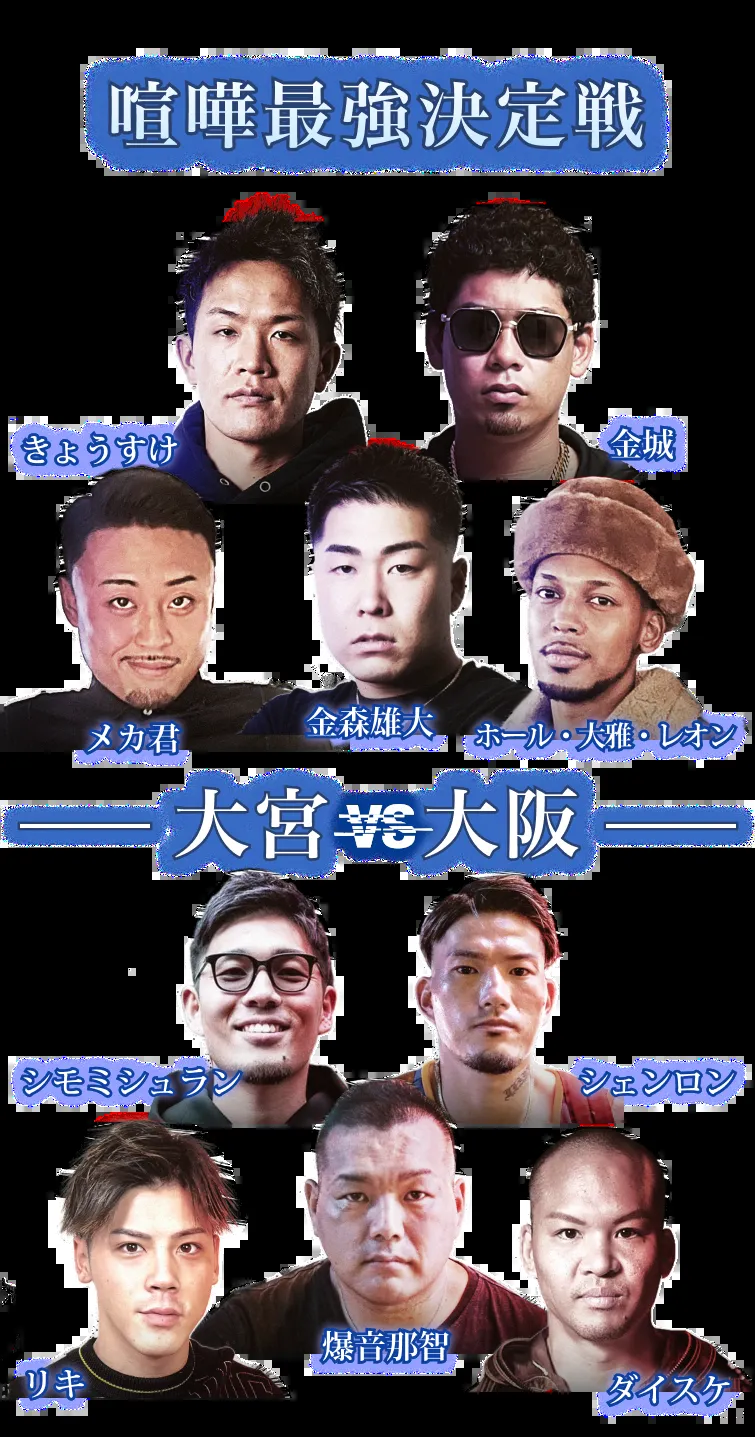 喧嘩最強決定戦
きょうすけ
金城
メカ君
金森雄大
ホール・大雅・レオン
大宮 VS 大阪
シモミシュラン
シェンロン
リキ
爆音那智
ダイスケ